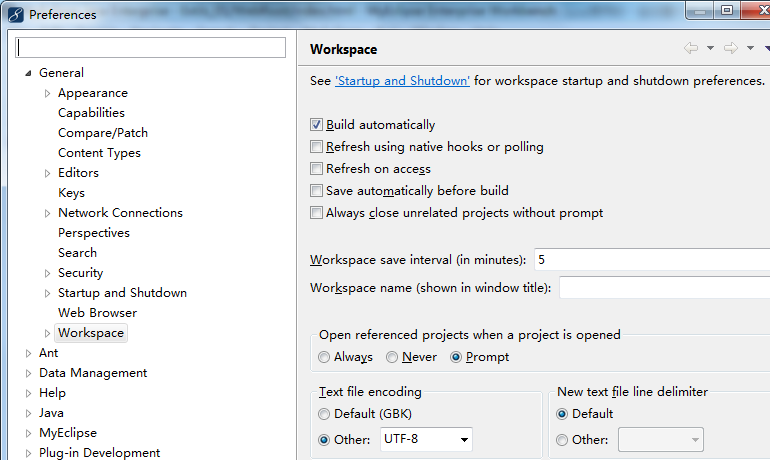 Preferences
General
Appearance
Capabilities
Compare/Patch
Content Types
Editors
Keys
Network Connections
Perspectives
Search
Security
Startup and Shutdown
Web Browser
Workspace
Ant
Data Management
Help
Java
MyEclipse
Plug-in Development
Workspace
See 'Startup and Shutdown' for workspace startup and shutdown preferences.
Build automatically
Refresh using native hooks or polling
Refresh on access
Save automatically before build
Always close unrelated projects without prompt
Workspace save interval (in minutes): 5
Workspace name (shown in window title):
Open referenced projects when a project is opened
Always Never Prompt
Text file encoding
Default (GBK)
Other: UTF-8
New text file line delimiter
Default
Other: